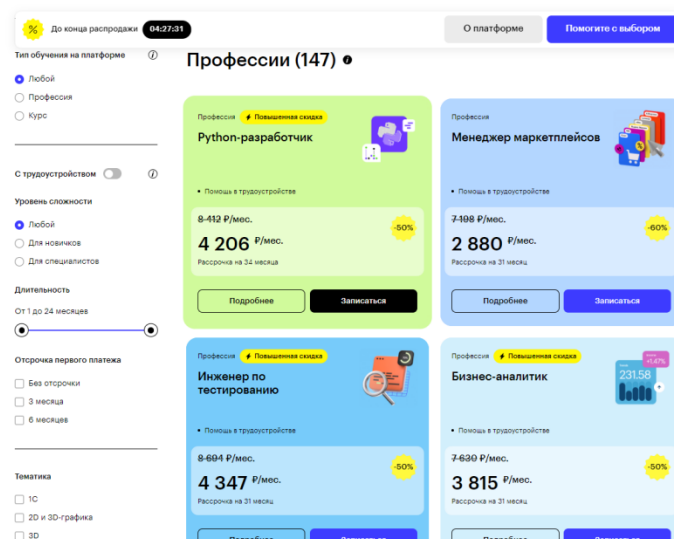 %
До конца распродажи
04:27:31
О платформе
Помогите с выбором
Тип обучения на платформе
Любой
Профессия
Курс
С трудоустройством
Уровень сложности
Любой
Для новичков
Для специалистов
Длительность
От 1 до 24 месяцев
Отсрочка первого платежа
Без отсрочки
3 месяца
6 месяцев
Тематика
1С
2D и 3D-графика
3D
Профессии (147)
Профессия
Повышенная скидка
Python-разработчик
Помощь в трудоустройстве
8 412 ₽/мес.
-50%
4 206 ₽/мес.
Рассрочка на 34 месяца
Подробнее
Записаться
Профессия
Менеджер маркетплейсов
Помощь в трудоустройстве
7 198 ₽/мес.
-60%
2 880 ₽/мес.
Рассрочка на 31 месяц
Подробнее
Записаться
Профессия
Повышенная скидка
Инженер по
тестированию
Помощь в трудоустройстве
8 694 ₽/мес.
-50%
4 347 ₽/мес.
Рассрочка на 31 месяц
Подробнее
Записаться
Профессия
Повышенная скидка
Бизнес-аналитик
+1,47%
231.58
Помощь в трудоустройстве
7 630 ₽/мес.
-50%
3 815 ₽/мес.
Рассрочка на 31 месяц
Подробнее
Записаться